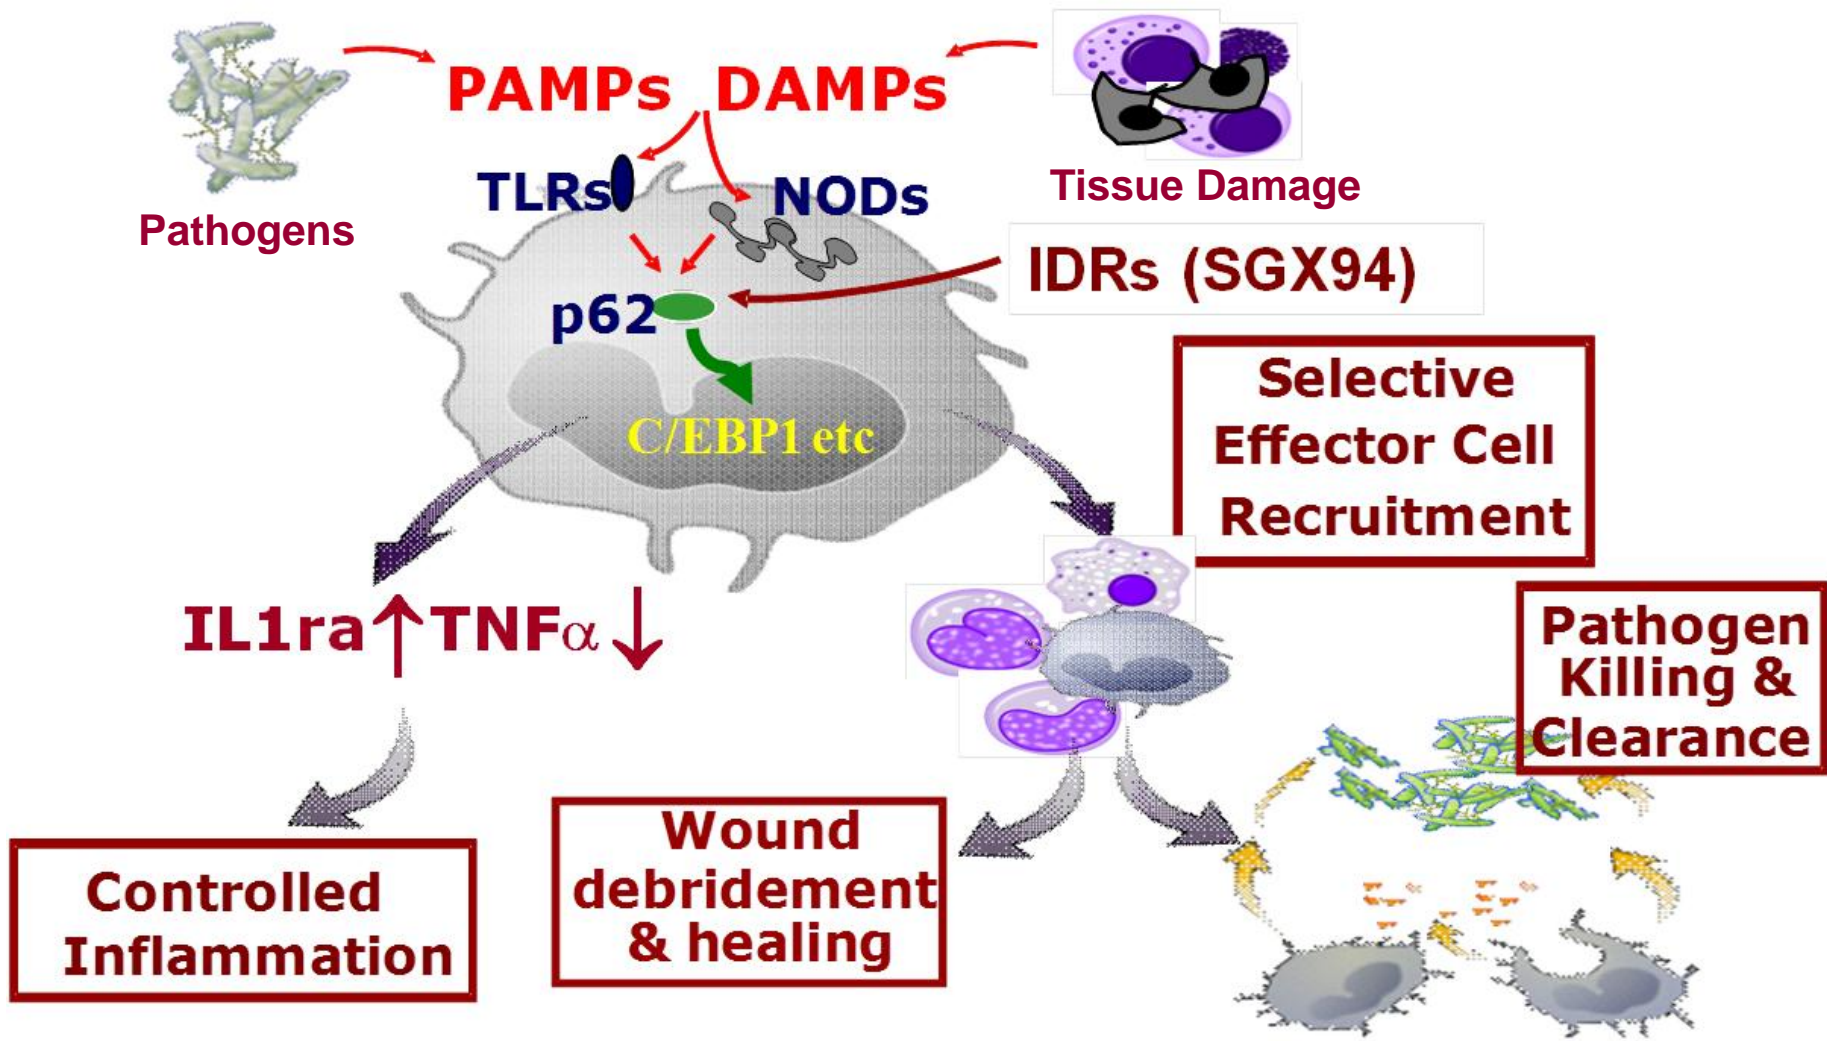 PAMPs DAMPs
Pathogens
Tissue Damage
TLRs
NODs
IDRs (SGX94)
p62
C/EBP1 etc
Selective
Effector Cell
Recruitment
IL1ra TNFα
Pathogen
Killing &
Clearance
Controlled
Inflammation
Wound
debridement
& healing